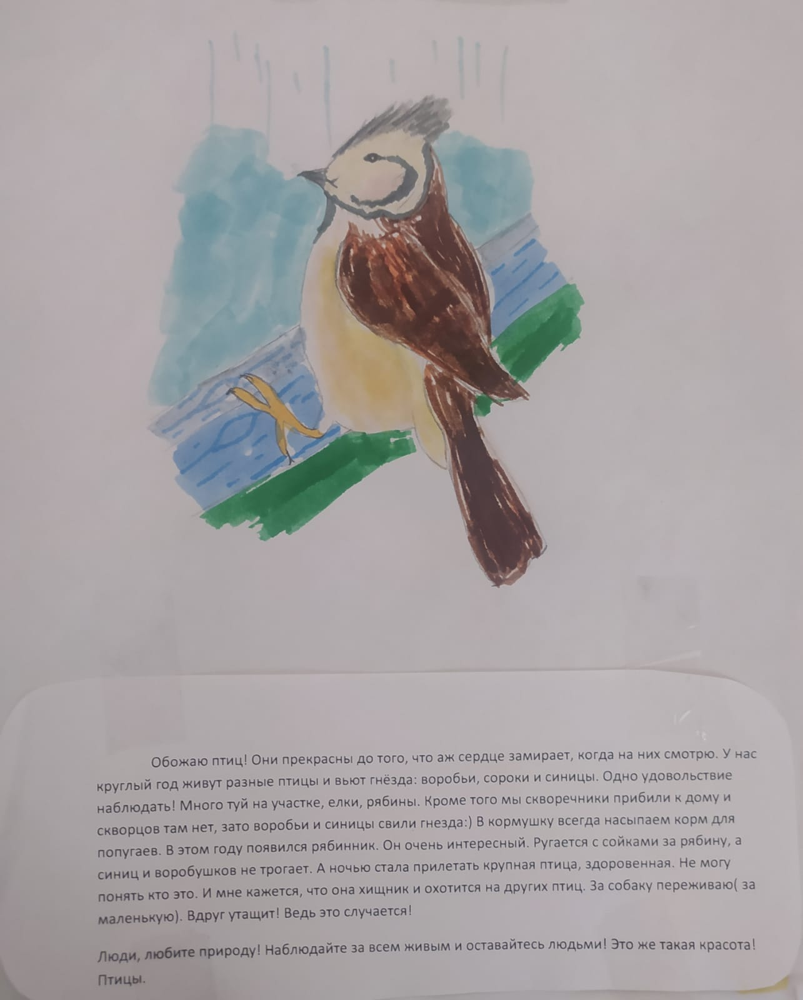 Обожаю птиц! Они прекрасны до того, что аж сердце замирает, когда на них смотрю. У нас
круглый год живут разные птицы и вьют гнёзда: воробьи, сороки и синицы. Одно удовольствие
наблюдать! Много туй на участке, елки, рябины. Кроме того мы скворечники прибили к дому и
скворцов там нет, зато воробьи и синицы свили гнезда:) В кормушку всегда насыпаем корм для
попугаев. В этом году появился рябинник. Он очень интересный. Ругается с сойками за рябину, а
синиц и воробушков не трогает. А ночью стала прилетать крупная птица, здоровенная. Не могу
понять кто это. И мне кажется, что она хищник и охотится на других птиц. За собаку переживаю( за
маленькую). Вдруг утащит! Ведь это случается!
Люди, любите природу! Наблюдайте за всем живым и оставайтесь людьми! Это же такая красота!
Птицы.